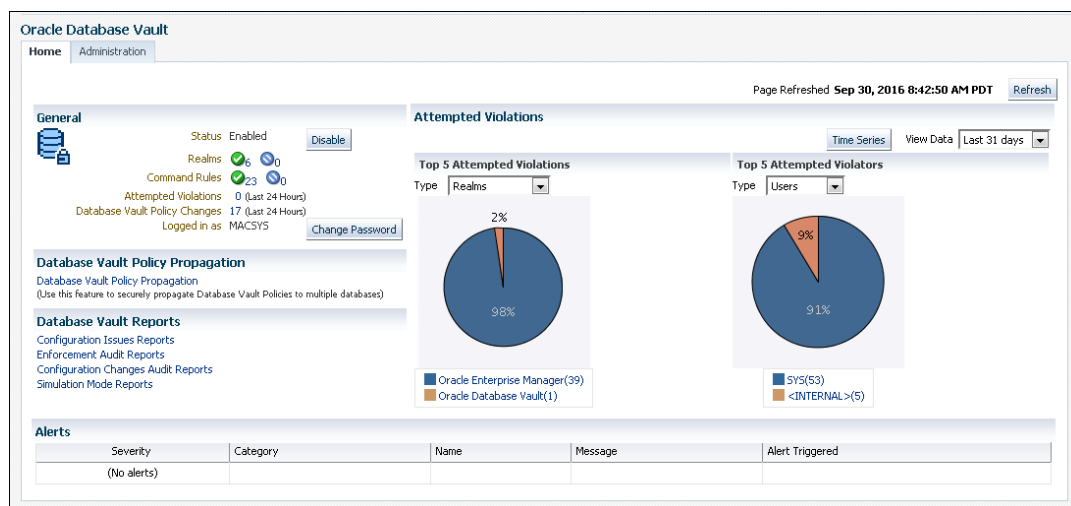 Oracle Database Vault
Home Administration
Page Refreshed Sep 30, 2016 8:42:50 AM PDT Refresh
General
Status Enabled Disable
Realms 6 0
Command Rules 23 0
Attempted Violations 0 (Last 24 Hours)
Database Vault Policy Changes 17 (Last 24 Hours)
Logged in as MACSYS Change Password
Database Vault Policy Propagation
Database Vault Policy Propagation
(Use this feature to securely propagate Database Vault Policies to multiple databases)
Database Vault Reports
Configuration Issues Reports
Enforcement Audit Reports
Configuration Changes Audit Reports
Simulation Mode Reports
Attempted Violations
Time Series View Data Last 31 days
Top 5 Attempted Violations
Type Realms
2%
98%
Oracle Enterprise Manager(39)
Oracle Database Vault(1)
Top 5 Attempted Violators
Type Users
9%
91%
SYS(53)
<INTERNAL>(5)
Alerts
Severity Category Name Message Alert Triggered
(No alerts)